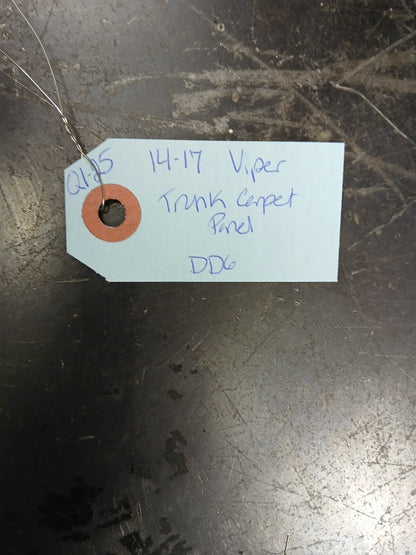 Q1-25
14-17 Viper
Trunk Carpet
Panel
DD6